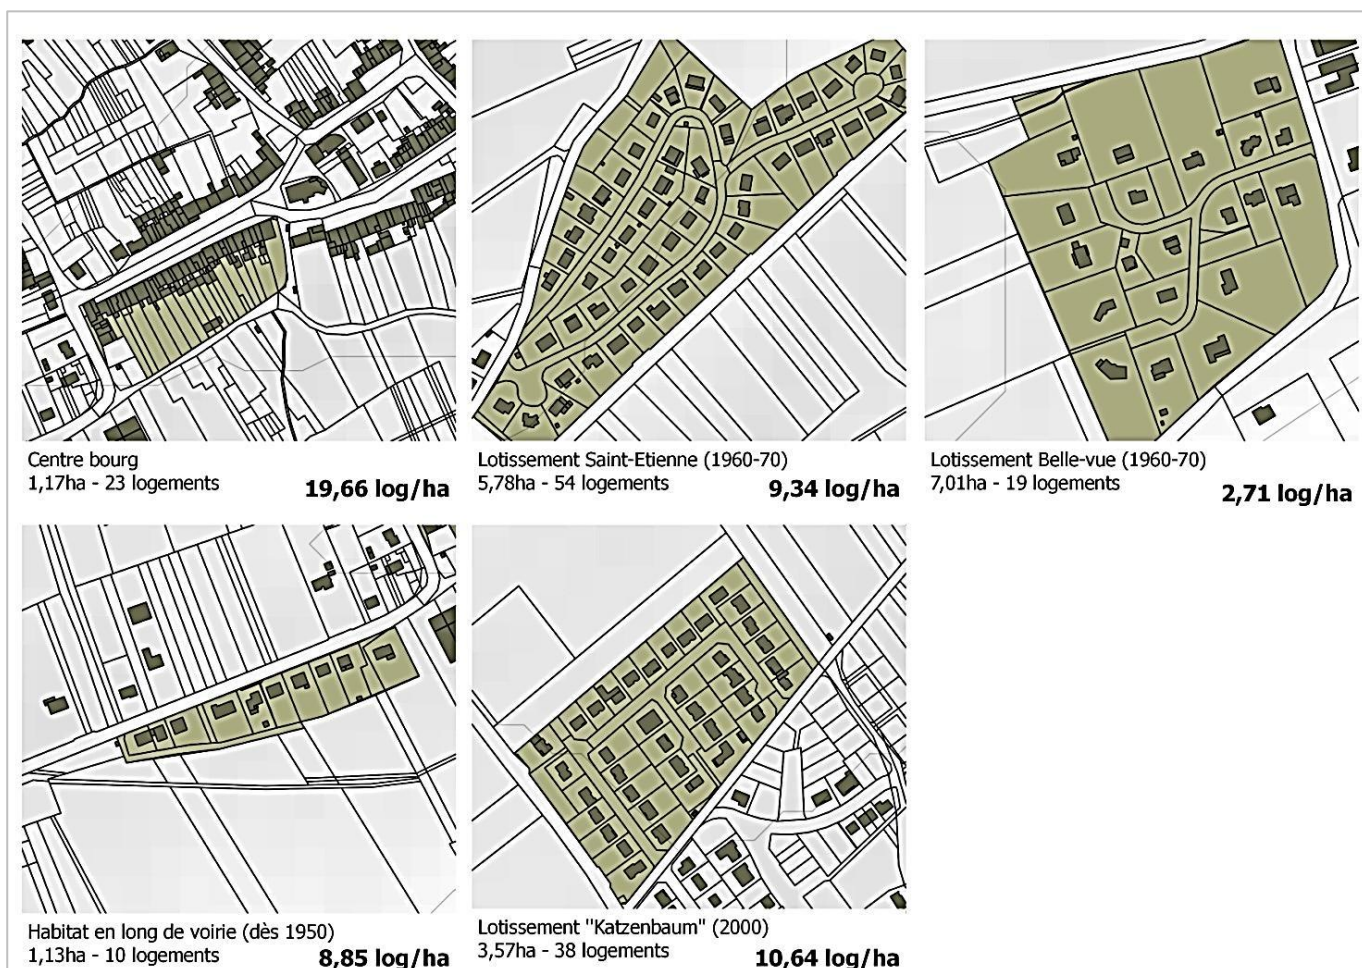 Centre bourg
1,17ha - 23 logements
19,66 log/ha
Lotissement Saint-Etienne (1960-70)
5,78ha - 54 logements
9,34 log/ha
Lotissement Belle-vue (1960-70)
7,01ha - 19 logements
2,71 log/ha
Habitat en long de voirie (dès 1950)
1,13ha - 10 logements
8,85 log/ha
Lotissement "Katzenbaum" (2000)
3,57ha - 38 logements
10,64 log/ha